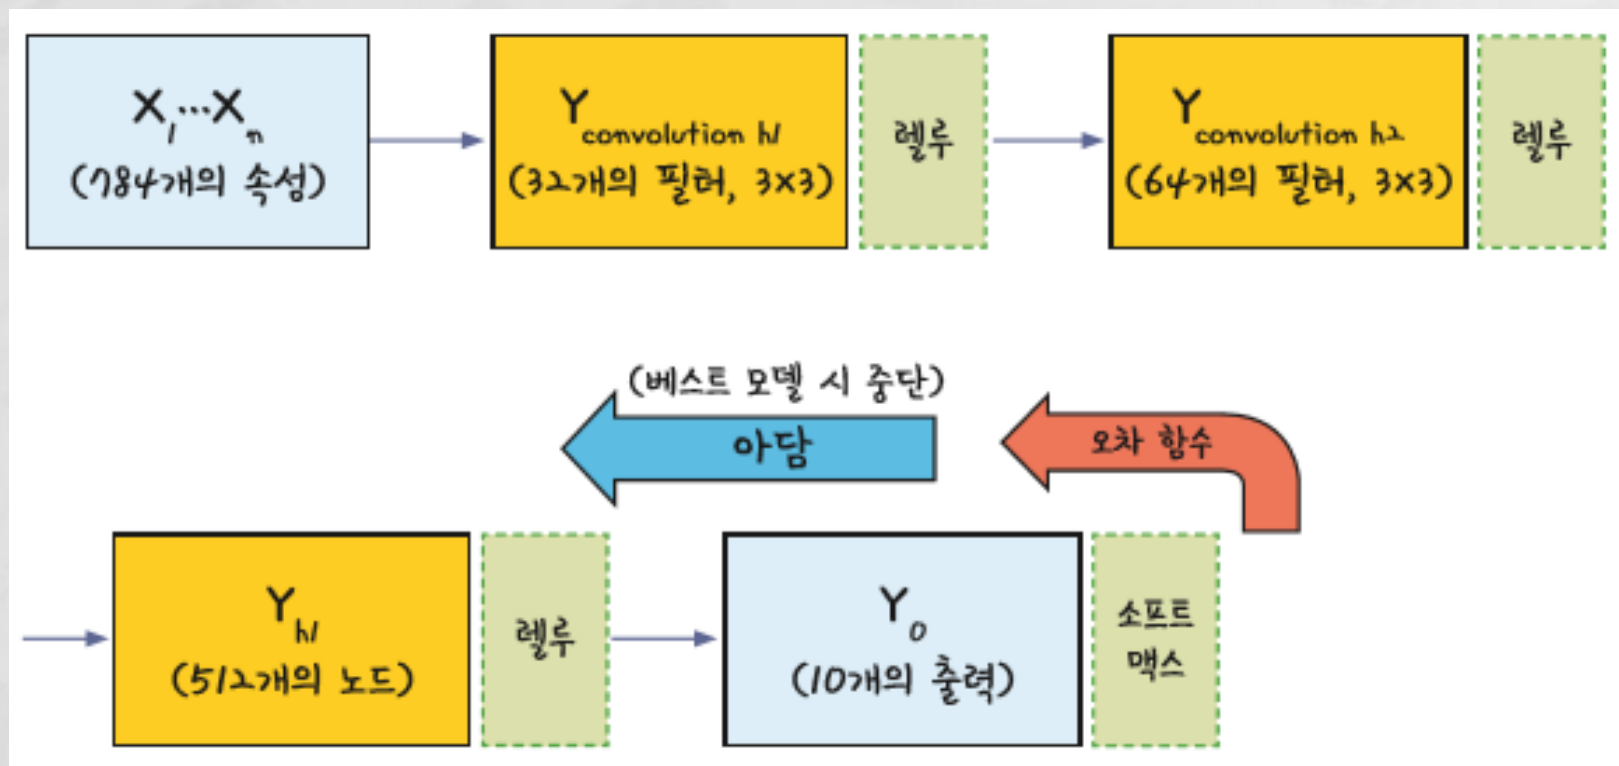 X₁...Xₙ
(784개의 속성)
Y convolution h1
(32개의 필터, 3x3)
렐루
Y convolution h2
(64개의 필터, 3x3)
렐루
(베스트 모델 시 중단)
아담
오차 함수
Y h1
(512개의 노드)
렐루
Y₀
(10개의 출력)
소프트
맥스